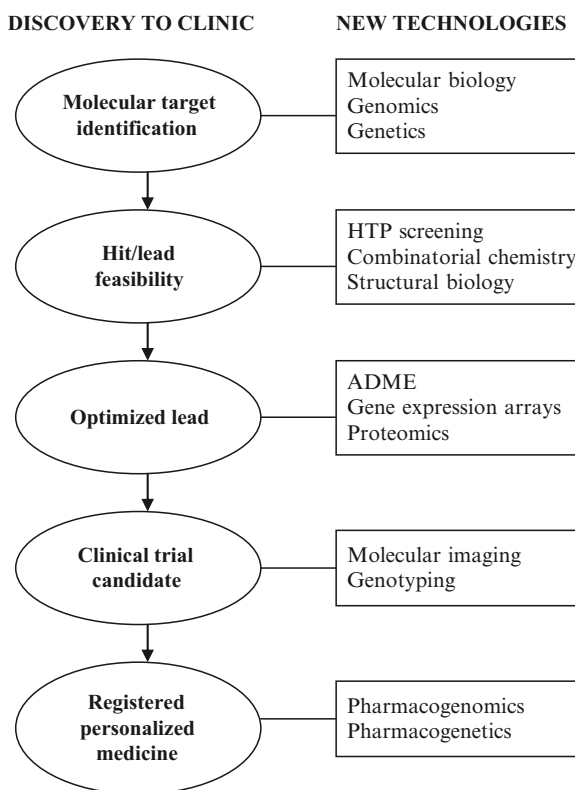 DISCOVERY TO CLINIC
NEW TECHNOLOGIES
Molecular target
identification
Molecular biology
Genomics
Genetics
Hit/lead
feasibility
HTP screening
Combinatorial chemistry
Structural biology
Optimized lead
ADME
Gene expression arrays
Proteomics
Clinical trial
candidate
Molecular imaging
Genotyping
Registered
personalized
medicine
Pharmacogenomics
Pharmacogenetics